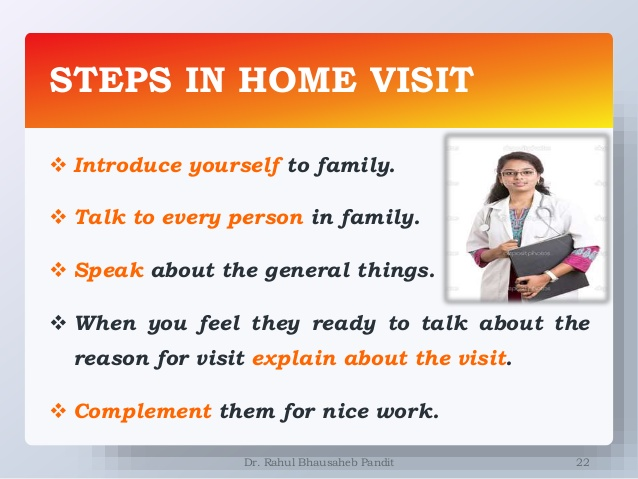 STEPS IN HOME VISIT
❖ Introduce yourself to family.
❖ Talk to every person in family.
❖ Speak about the general things.
❖ When you feel they ready to talk about the
reason for visit explain about the visit.
❖ Complement them for nice work.
Dr. Rahul Bhausaheb Pandit 22